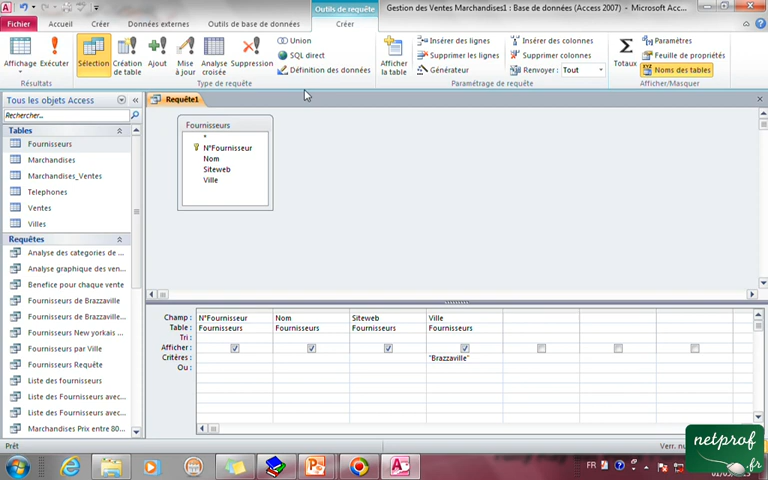 Outils de requête
Gestion des Ventes Marchandises1 : Base de données (Access 2007) - Microsoft Acc...
Fichier
Accueil
Créer
Données externes
Outils de base de données
Créer
Affichage
Exécuter
Résultats
Sélection
Création de table
Ajout
Mise à jour
Analyse croisée
Suppression
Union
SQL direct
Définition des données
Type de requête
Afficher la table
Insérer des lignes
Supprimer les lignes
Générateur
Insérer des colonnes
Supprimer colonnes
Renvoyer : Tout
Paramétrage de requête
Totaux
Paramètres
Feuille de propriétés
Noms des tables
Afficher/Masquer
Tous les objets Access
Rechercher...
Tables
Fournisseurs
Marchandises
Marchandises_Ventes
Telephones
Ventes
Villes
Requêtes
Analyse des categories de ...
Analyse graphique des ven...
Benefice pour chaque vente
Fournisseurs de Brazzaville
Fournisseurs de Brazzaville...
Fournisseurs New yorkais ...
Fournisseurs par Ville
Fournisseurs Requête
Liste des fournisseurs
Liste des Fournisseurs avec...
Liste des Fournisseurs avec...
Marchandises Prix entre 80...
Requête1
Fournisseurs
*
N°Fournisseur
Nom
Siteweb
Ville
Champ : N°Fournisseur Nom Siteweb Ville
Table : Fournisseurs Fournisseurs Fournisseurs Fournisseurs
Tri :
Afficher :
Critères : "Brazzaville"
Ou :
Prêt
FR
netprof
.fr